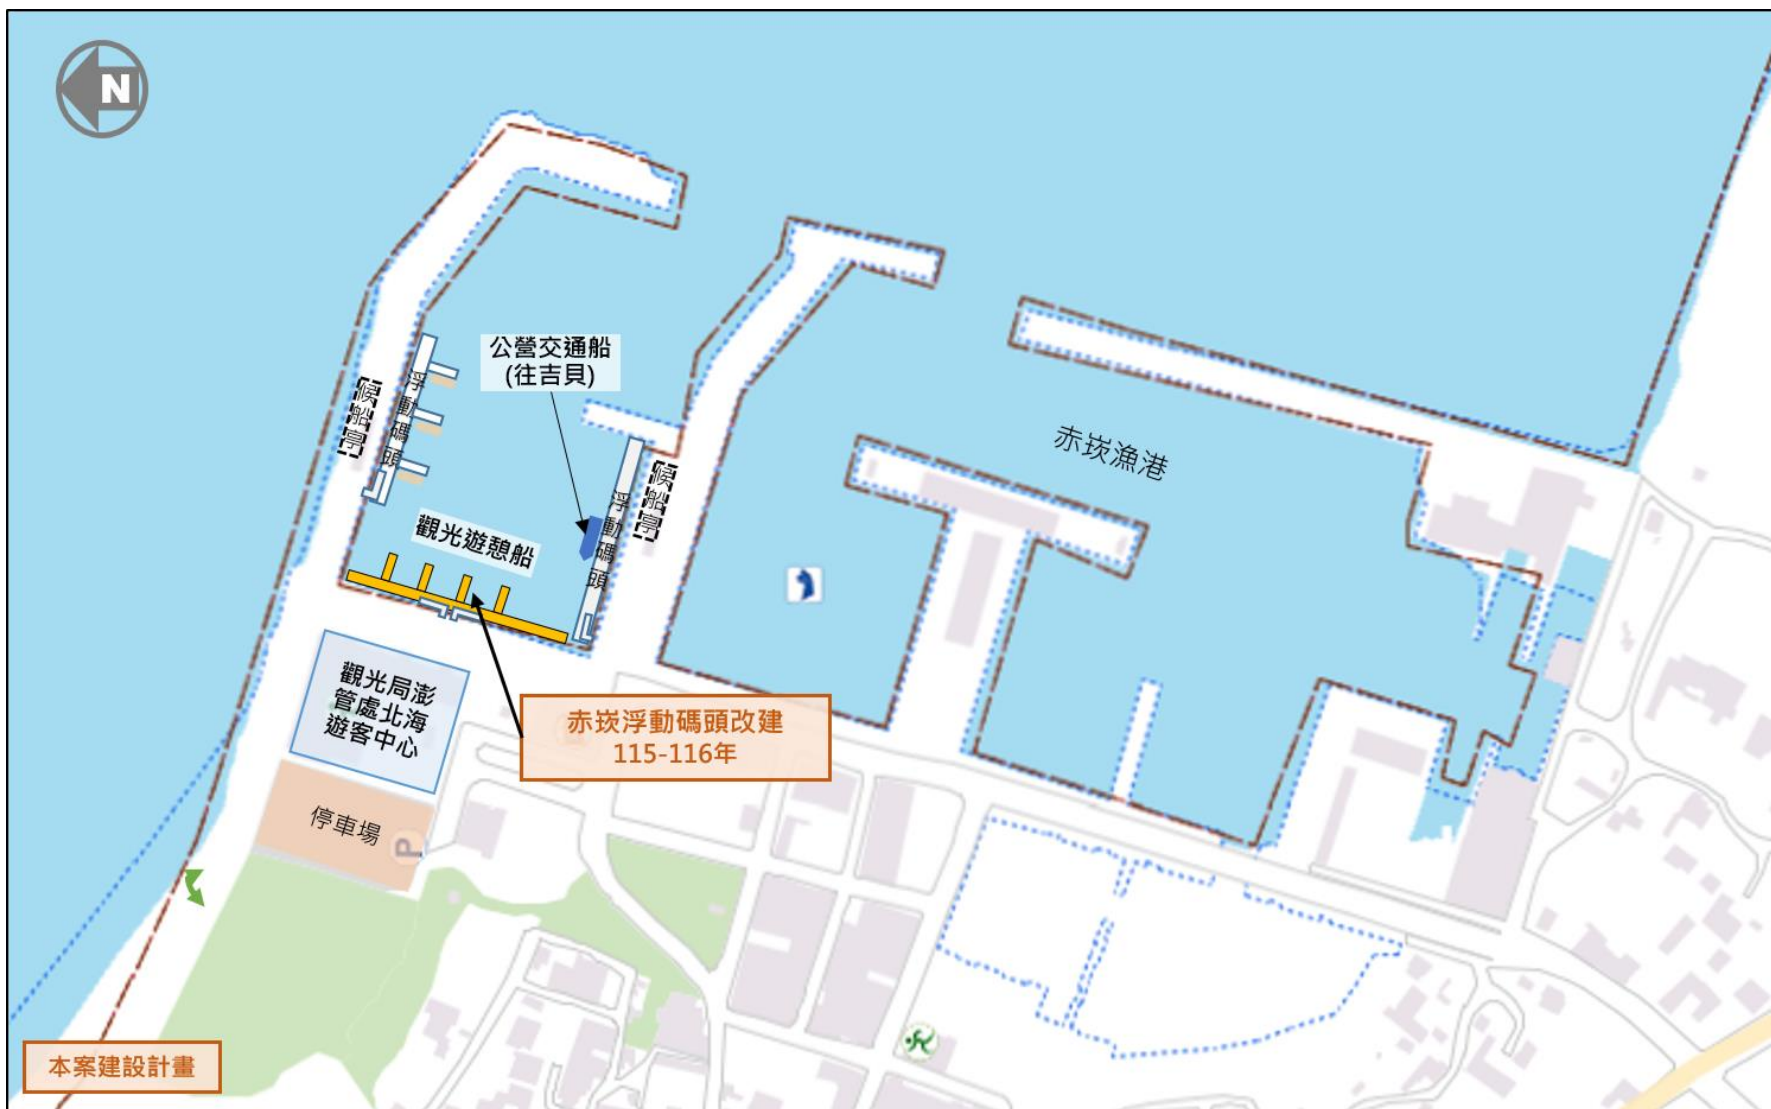 N
公營交通船
(往吉貝)
浮動碼頭
候船亭
赤崁漁港
候船亭
浮動碼頭
觀光遊憩船
觀光局澎
管處北海
遊客中心
赤崁浮動碼頭改建
115-116年
停車場
P
本案建設計畫